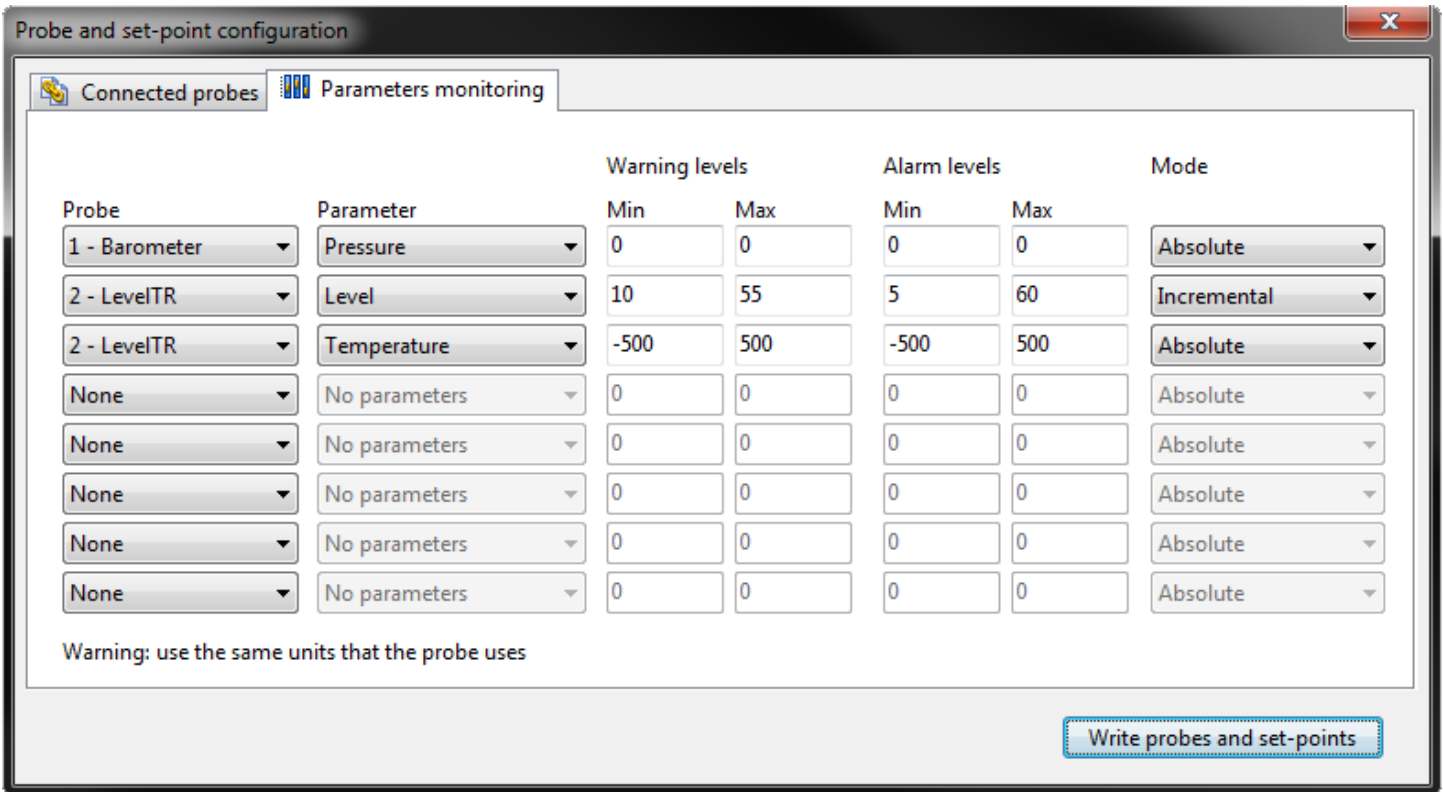 Probe and set-point configuration
x
Connected probes Parameters monitoring
Warning levels Alarm levels Mode
Probe Parameter Min Max Min Max
1 - Barometer Pressure 0 0 0 0 Absolute
2 - LevelTR Level 10 55 5 60 Incremental
2 - LevelTR Temperature -500 500 -500 500 Absolute
None No parameters 0 0 0 0 Absolute
None No parameters 0 0 0 0 Absolute
None No parameters 0 0 0 0 Absolute
None No parameters 0 0 0 0 Absolute
None No parameters 0 0 0 0 Absolute
Warning: use the same units that the probe uses
Write probes and set-points